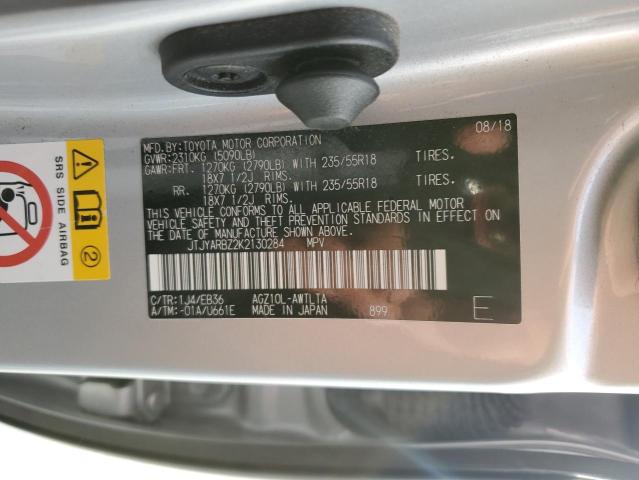 MFD.BY:TOYOTA MOTOR CORPORATION 08/18
GVWR:2310KG (5090LB)
GAWR:FRT. 1270KG (2790LB) WITH 235/55R18 TIRES.
18X7 1/2J RIMS.
RR. 1270KG (2790LB) WITH 235/55R18 TIRES.
18X7 1/2J RIMS.
THIS VEHICLE CONFORMS TO ALL APPLICABLE FEDERAL MOTOR
VEHICLE SAFETY AND THEFT PREVENTION STANDARDS IN EFFECT ON
THE DATE OF MANUFACTURE SHOWN ABOVE.
JTJYARBZ2K2130284 MPV
C/TR:1J4/EB36 AGZ10L-AWTLTA
A/TM:-01A/U661E MADE IN JAPAN 899 E
SRS SIDE AIRBAG
2